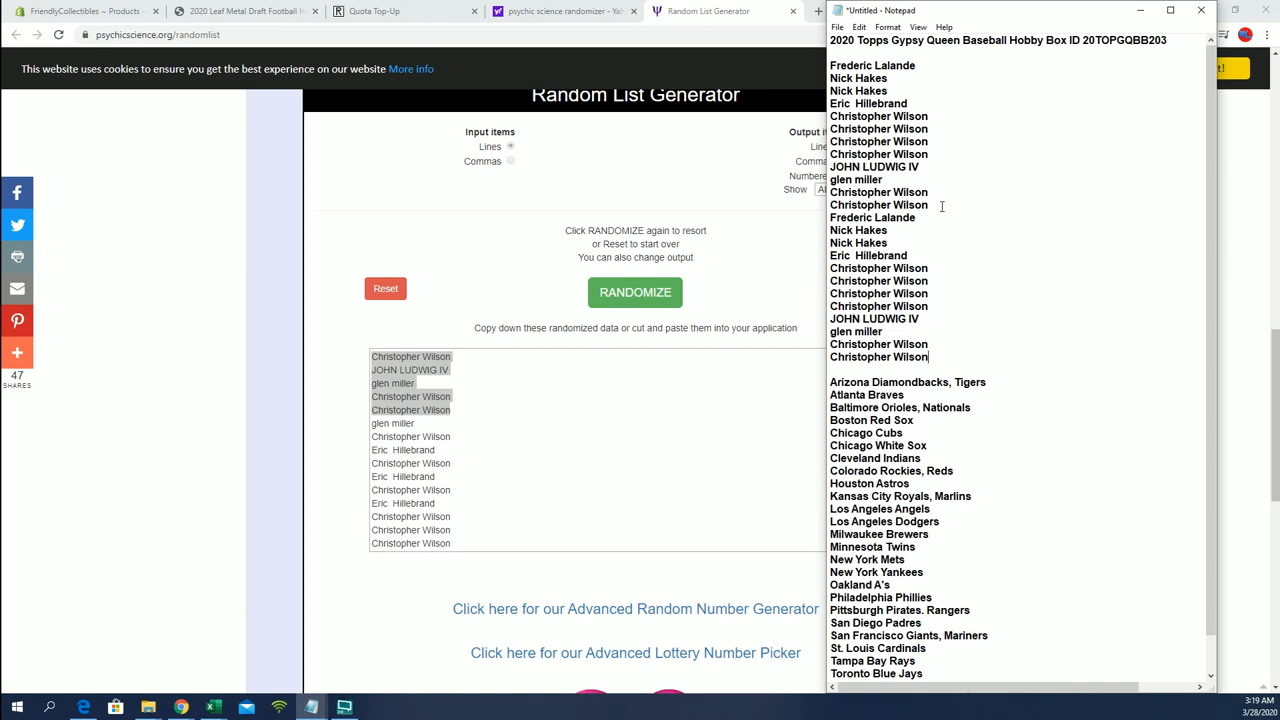 FriendlyCollectibles ~ Products ~
2020 Leaf Metal Draft Football H
Quota Top-Up
psychic science randomizer - Yah
Random List Generator
psychicscience.org/randomlist
This website uses cookies to ensure you get the best experience on our website More info
Random List Generator
Input items
Lines
Commas
Output it
Line
Comma
Numbere
Show Al
Click RANDOMIZE again to resort
or Reset to start over
You can also change output
Reset
RANDOMIZE
Copy down these randomized data or cut and paste them into your application
Christopher Wilson
JOHN LUDWIG IV
glen miller
Christopher Wilson
Christopher Wilson
glen miller
Christopher Wilson
Eric  Hillebrand
Christopher Wilson
Eric  Hillebrand
Christopher Wilson
Eric  Hillebrand
Christopher Wilson
Christopher Wilson
Christopher Wilson
Click here for our Advanced Random Number Generator
Click here for our Advanced Lottery Number Picker
47
SHARES
*Untitled - Notepad
File Edit Format View Help
2020 Topps Gypsy Queen Baseball Hobby Box ID 20TOPGQBB203
Frederic Lalande
Nick Hakes
Nick Hakes
Eric  Hillebrand
Christopher Wilson
Christopher Wilson
Christopher Wilson
Christopher Wilson
JOHN LUDWIG IV
glen miller
Christopher Wilson
Christopher Wilson
Frederic Lalande
Nick Hakes
Nick Hakes
Eric  Hillebrand
Christopher Wilson
Christopher Wilson
Christopher Wilson
Christopher Wilson
JOHN LUDWIG IV
glen miller
Christopher Wilson
Christopher Wilson
Arizona Diamondbacks, Tigers
Atlanta Braves
Baltimore Orioles, Nationals
Boston Red Sox
Chicago Cubs
Chicago White Sox
Cleveland Indians
Colorado Rockies, Reds
Houston Astros
Kansas City Royals, Marlins
Los Angeles Angels
Los Angeles Dodgers
Milwaukee Brewers
Minnesota Twins
New York Mets
New York Yankees
Oakland A's
Philadelphia Phillies
Pittsburgh Pirates. Rangers
San Diego Padres
San Francisco Giants, Mariners
St. Louis Cardinals
Tampa Bay Rays
Toronto Blue Jays
t!
3:19 AM
3/28/2020